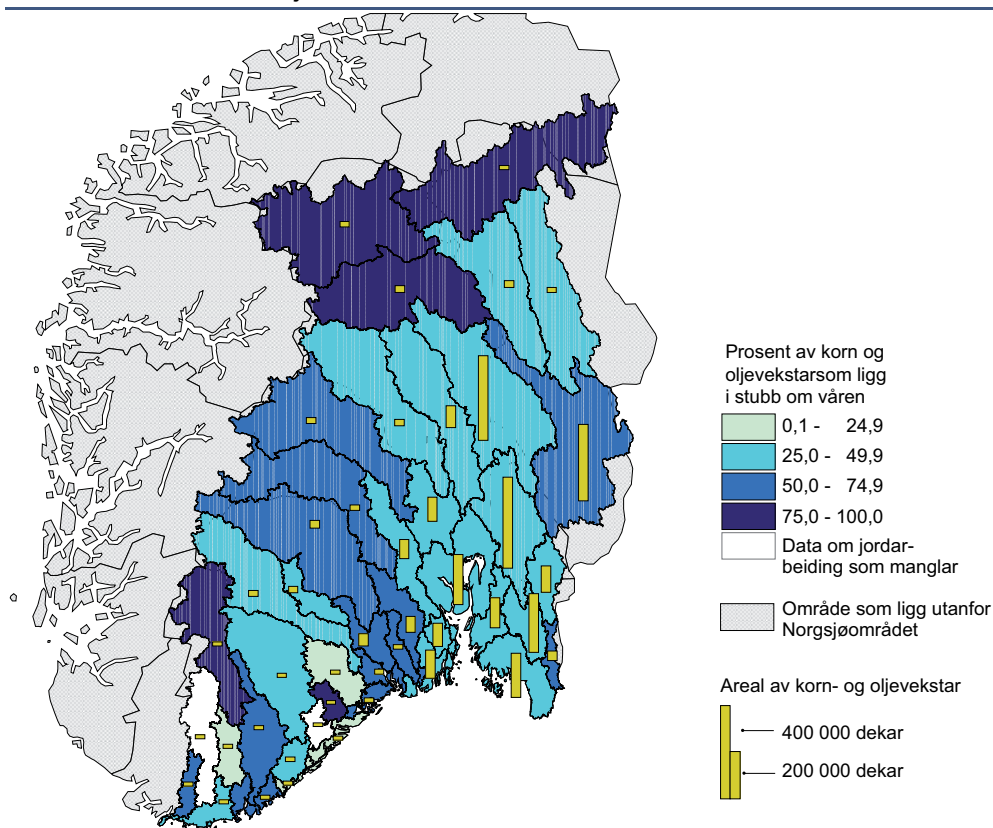 Prosent av korn og
oljevekstarsom ligg
i stubb om våren
0,1 - 24,9
25,0 - 49,9
50,0 - 74,9
75,0 - 100,0
Data om jordar-
beiding som manglar
Område som ligg utanfor
Norgsjøområdet
Areal av korn- og oljevekstar
400 000 dekar
200 000 dekar